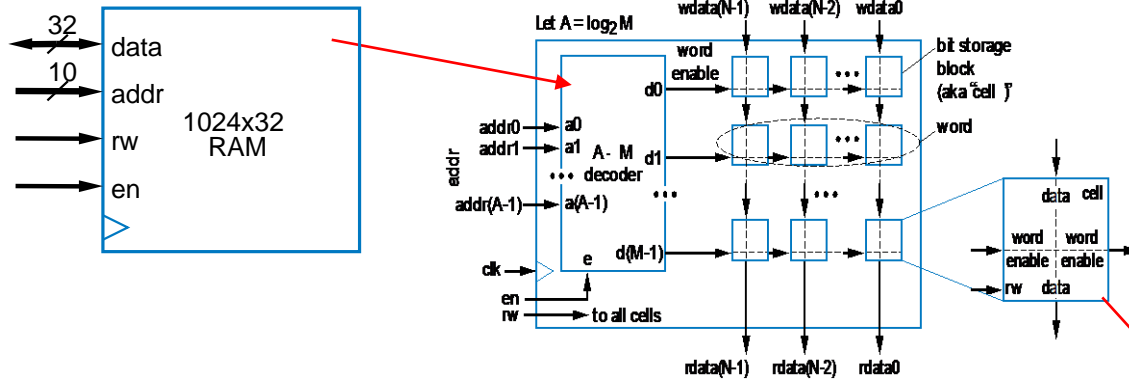 32
data
10
addr
rw
en
1024x32
RAM
Let A = log2 M
wdata(N-1) wdata(N-2) wdata0
word
enable
bit storage
block
(aka “cell ”)
word
d0
addr0 a0
addr1 a1
addr
A - M
decoder
d1
addr(A-1) a(A-1)
e d(M-1)
clk
en
rw to all cells
rdata(N-1) rdata(N-2) rdata0
data cell
word word
enable enable
rw data